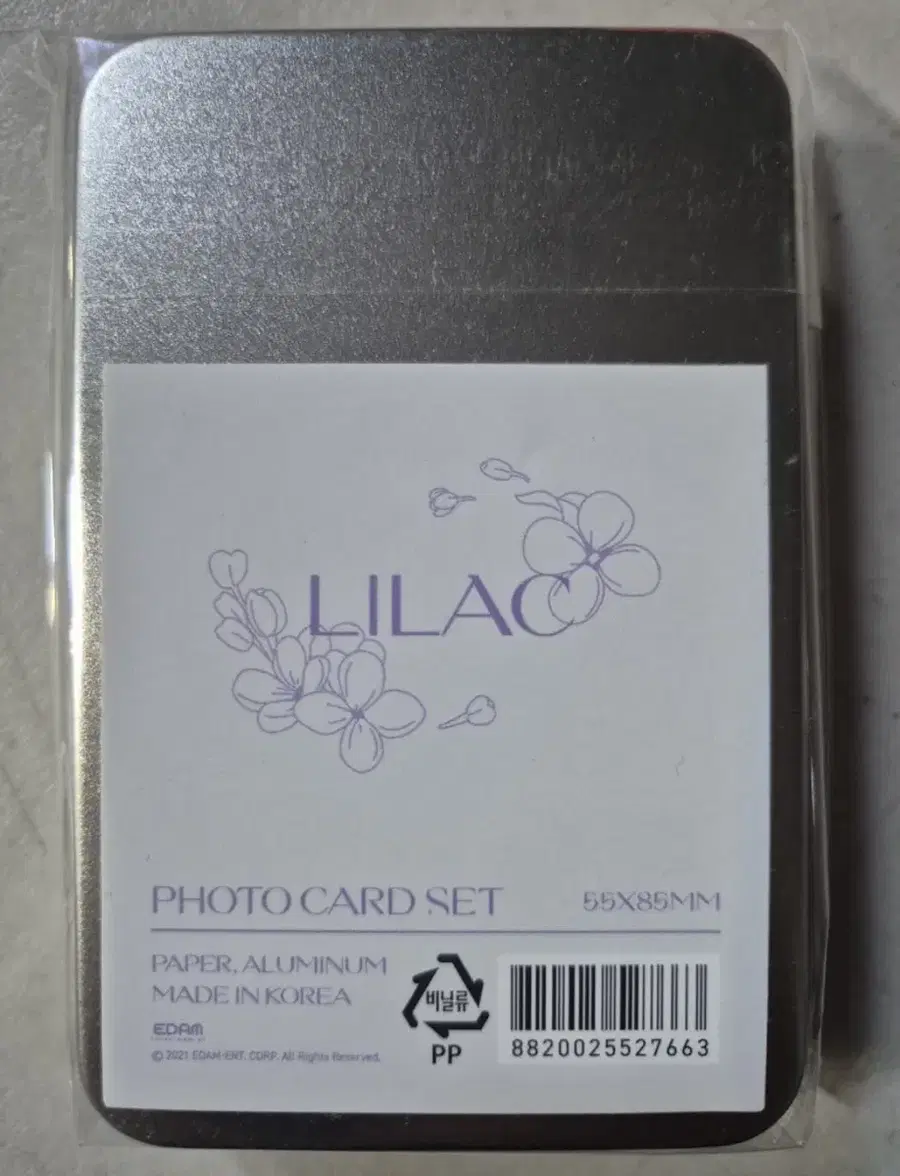 LILAC
PHOTO CARD SET 55X85MM
PAPER, ALUMINUM
MADE IN KOREA
비닐류
PP
EDAM
© 2021 EDAM-ENT. CORP. All Rights Reserved.
8820025527663